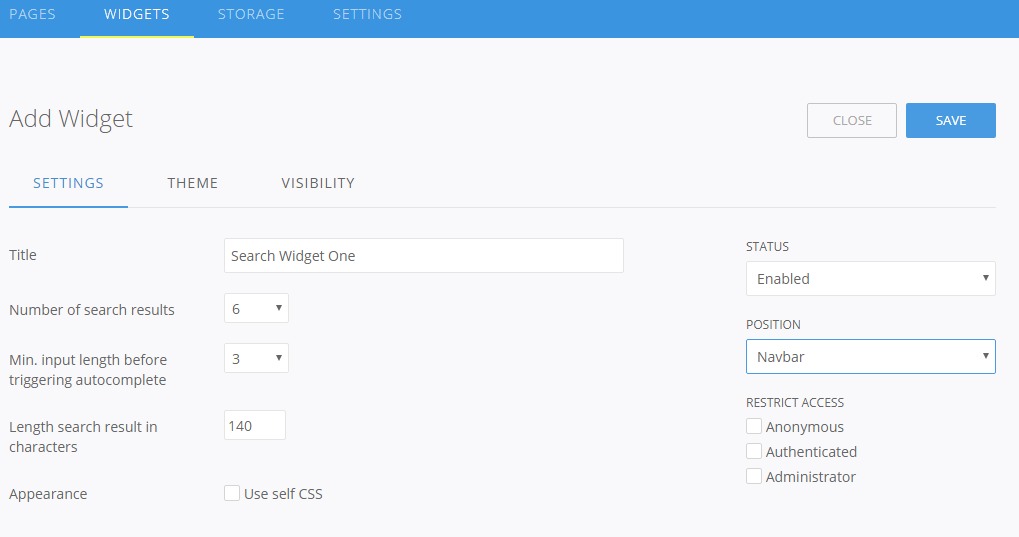 PAGES WIDGETS STORAGE SETTINGS
Add Widget
CLOSE SAVE
SETTINGS THEME VISIBILITY
Title
Search Widget One
Number of search results
6
Min. input length before
triggering autocomplete
3
Length search result in
characters
140
Appearance
Use self CSS
STATUS
Enabled
POSITION
Navbar
RESTRICT ACCESS
Anonymous
Authenticated
Administrator